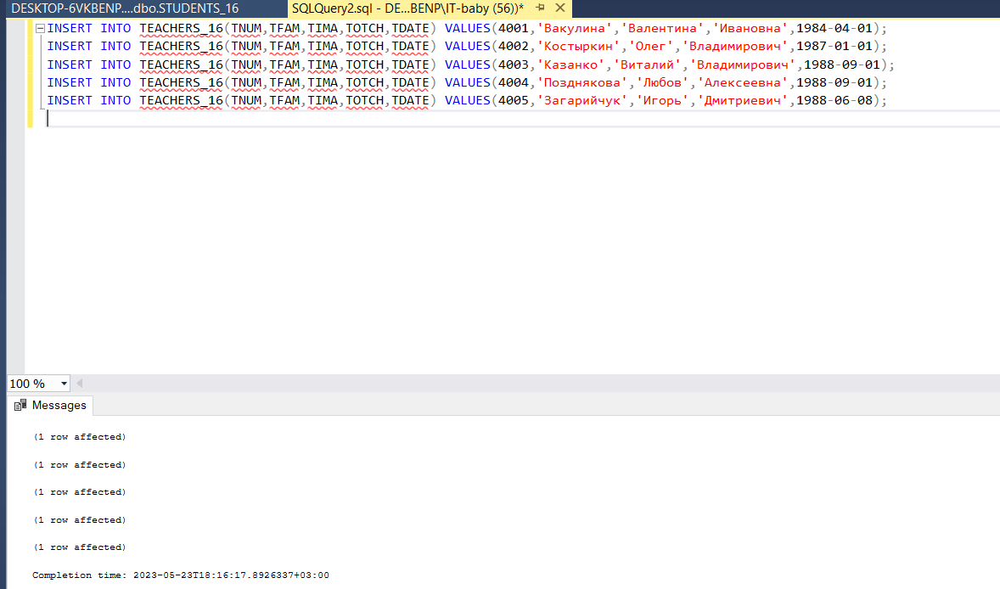 DESKTOP-6VKBENP....dbo.STUDENTS_16 SQLQuery2.sql - DE...BENP\IT-baby (56))*
INSERT INTO TEACHERS_16(TNUM,TFAM,TIMA,TOTCH,TDATE) VALUES(4001,'Вакулина','Валентина','Ивановна',1984-04-01);
INSERT INTO TEACHERS_16(TNUM,TFAM,TIMA,TOTCH,TDATE) VALUES(4002,'Костыркин','Олег','Владимирович',1987-01-01);
INSERT INTO TEACHERS_16(TNUM,TFAM,TIMA,TOTCH,TDATE) VALUES(4003,'Казанко','Виталий','Владимирович',1988-09-01);
INSERT INTO TEACHERS_16(TNUM,TFAM,TIMA,TOTCH,TDATE) VALUES(4004,'Позднякова','Любов','Алексеевна',1988-09-01);
INSERT INTO TEACHERS_16(TNUM,TFAM,TIMA,TOTCH,TDATE) VALUES(4005,'Загарийчук','Игорь','Дмитриевич',1988-06-08);
100 %
Messages
(1 row affected)
(1 row affected)
(1 row affected)
(1 row affected)
(1 row affected)
Completion time: 2023-05-23T18:16:17.8926337+03:00